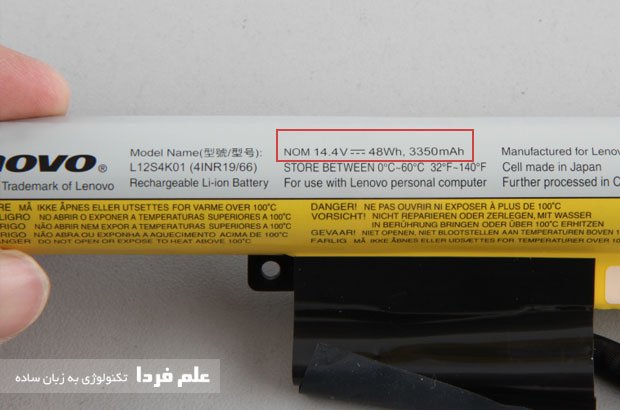 Model Name(型號/型号):
L12S4K01 (4INR19/66)
Rechargeable Li-ion Battery
Trademark of Lenovo
NOM 14.4V 48Wh, 3350mAh
STORE BETWEEN 0°C~60°C 32°F~140°F
For use with Lenovo personal computer
Manufactured for Lenovo
Cell made in Japan
Further processed in C
MÁ IKKE ÅPNES ELLER UTSETTES FOR VARME OVER 100°C
NO ABRIR O EXPONER A TEMPERATURAS SUPERIORES A 100°C
NÃO ABRIR NEM EXPOR A TEMPERATURAS SUPERIORES A 100°C
NÃO ABRA OU EXPONHA A AQUECIMENTO ACIMA DE 100°C
DO NOT OPEN OR EXPOSE TO HEAT ABOVE 100°C
DANGER! NE PAS OUVRIR NI EXPOSER À PLUS DE 100°C
VORSICHT! NICHT REPARIEREN ODER ZERLEGEN, MIT WASSER
IN BERÜHRUNG BRINGEN ODER ÜBER 100°C ERHITZEN
GEVAAR! NIET OPENEN, NIET BLOOTSTELLEN AAN TEMPERATUREN BOVEN
FARLIG MÅ IKKE ÅBNES ELLER UDSÆTTES FOR TEMPERATURER OVER 10
علم فردا تکنولوژی به زبان ساده